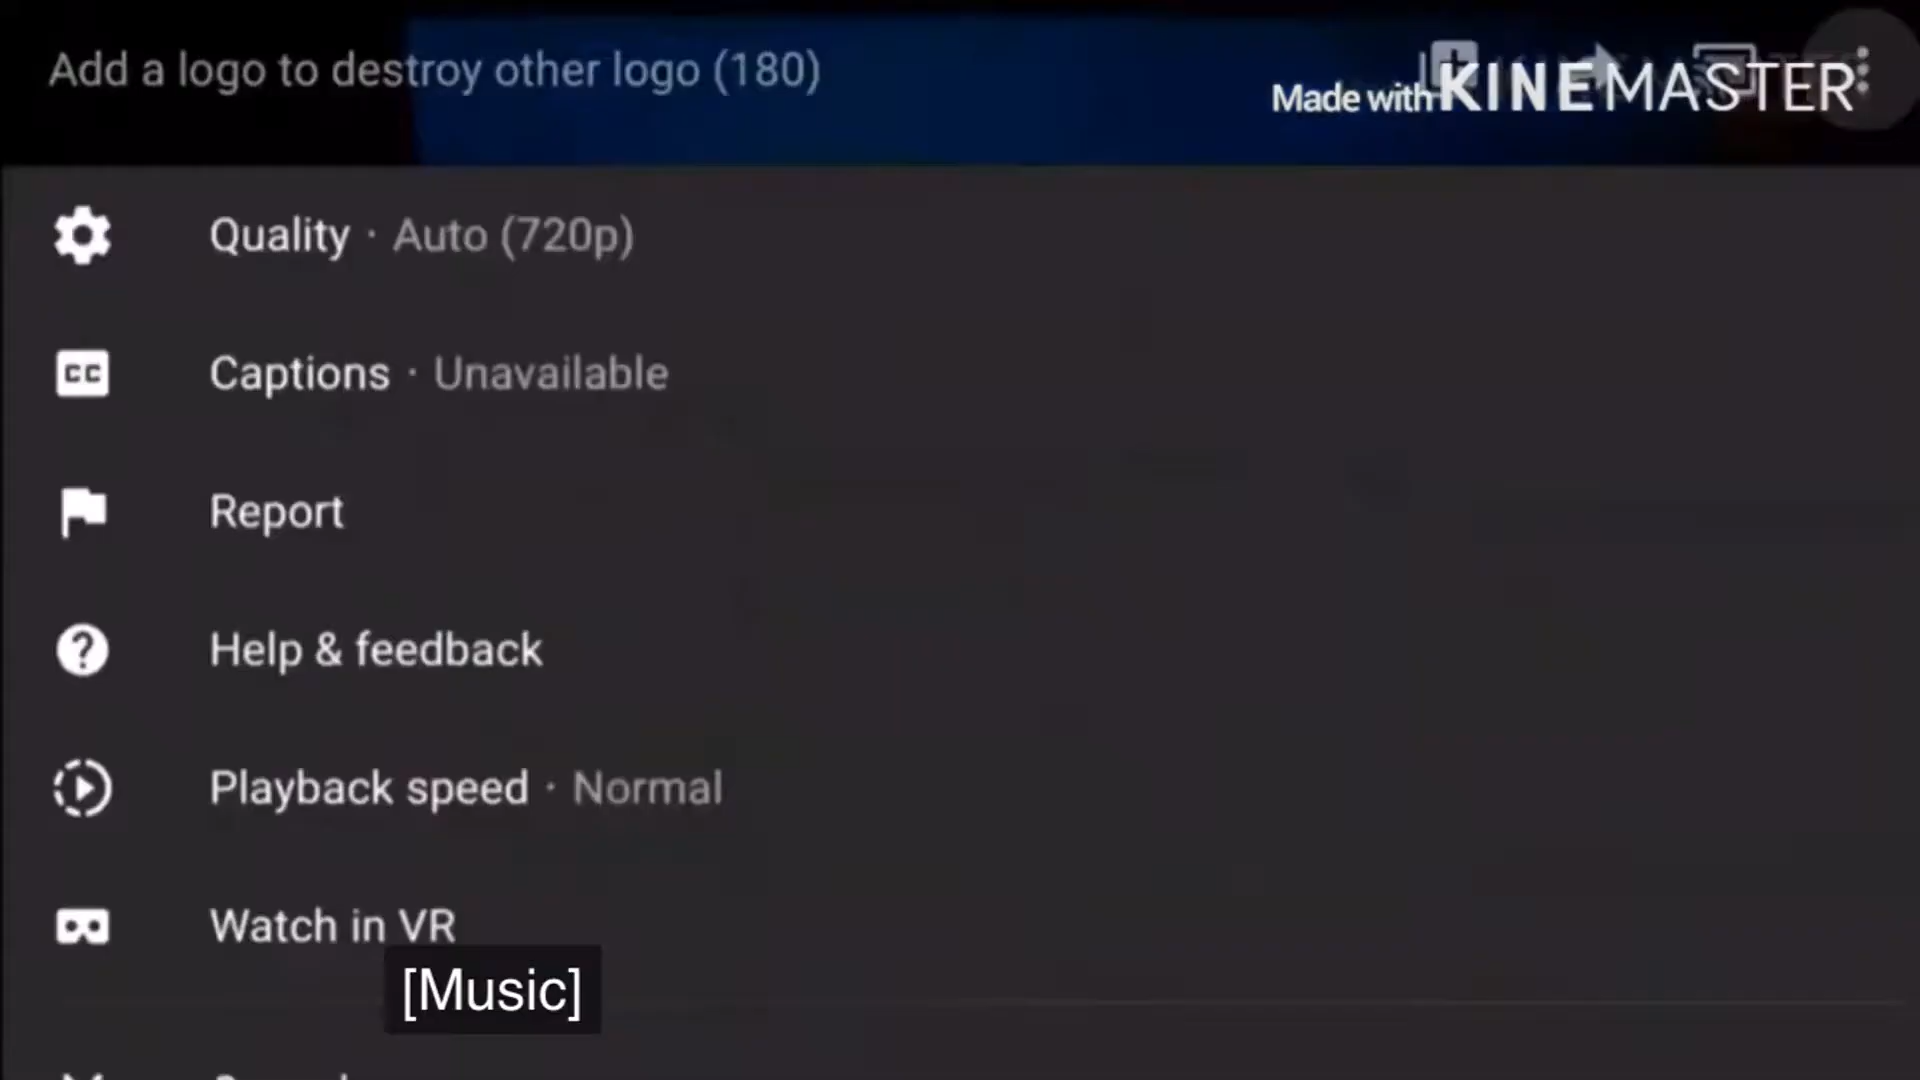 Add a logo to destroy other logo (180)
Made with KINEMASTER
Quality · Auto (720p)
CC Captions · Unavailable
Report
? Help & feedback
Playback speed · Normal
Watch in VR
[Music]